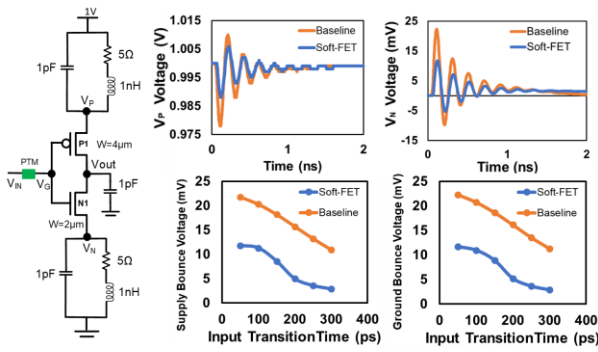 1V
5Ω
1pF
1nH
VP
P1
W=4μm
PTM
Vout
VIN
VG
1pF
N1
W=2μm
VN
5Ω
1pF
1nH
VP Voltage (V)
1.015
1.005
0.995
0.985
0.975
Baseline
Soft-FET
0 1 2
Time (ns)
VN Voltage (mV)
25
15
5
-5
-15
Baseline
Soft-FET
0 1 2
Time (ns)
Supply Bounce Voltage (mV)
25
20
15
10
5
0
Soft-FET
Baseline
0 100 200 300 400
Input TransitionTime (ps)
Ground Bounce Voltage (mV)
25
20
15
10
5
0
Soft-FET
Baseline
0 100 200 300 400
Input Transition Time (ps)